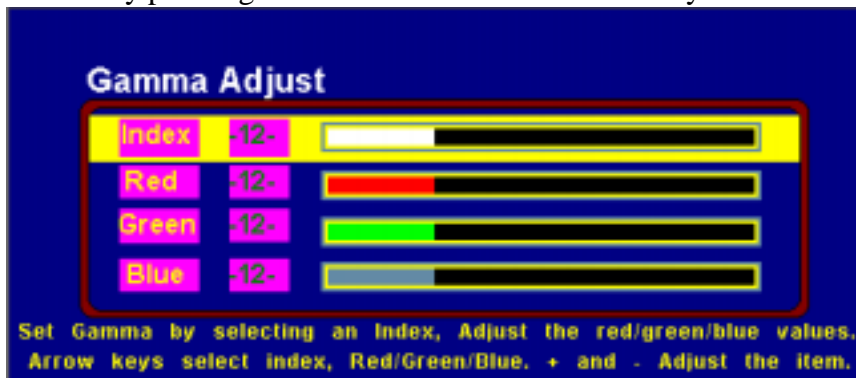 Gamma Adjust
Index -12-
Red -12-
Green -12-
Blue -12-
Set Gamma by selecting an Index, Adjust the red/green/blue values.
Arrow keys select index, Red/Green/Blue. + and - Adjust the item.